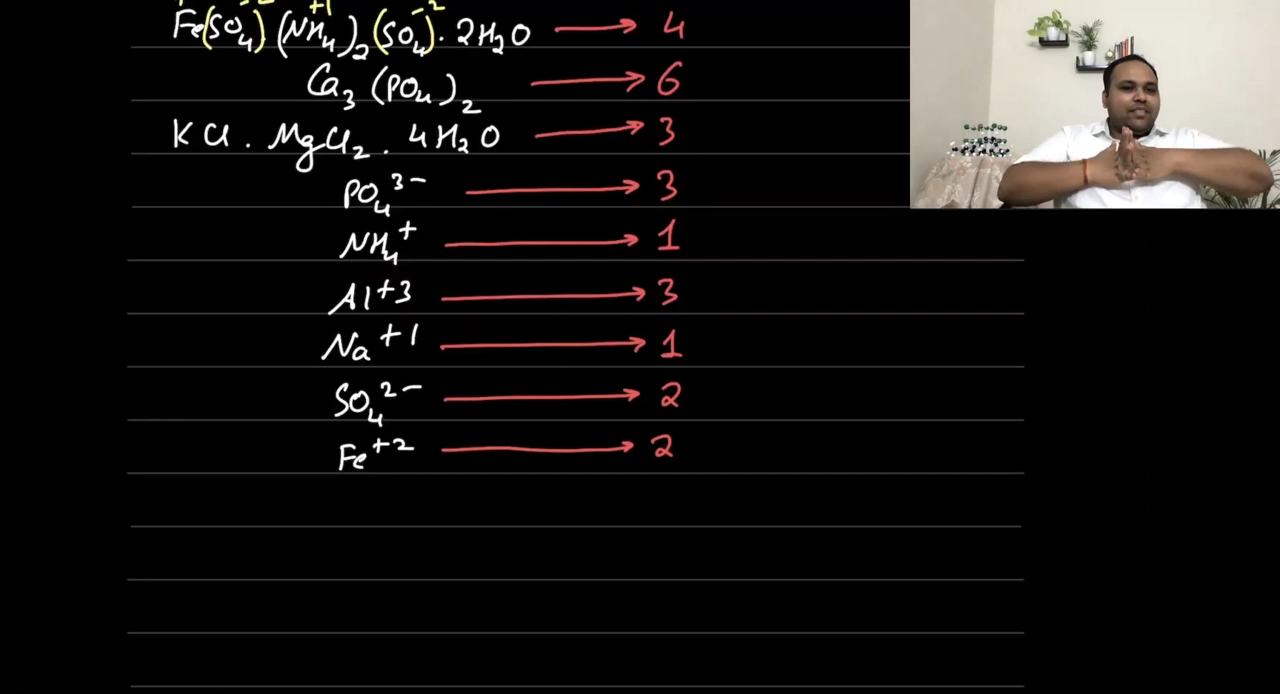 Fe(SO4)(NH4)2(SO4)·2H2O → 4
Ca3(PO4)2 → 6
KCl · MgCl2 · 4H2O → 3
PO4 3− → 3
NH4 + → 1
Al+3 → 3
Na+1 → 1
SO4 2− → 2
Fe+2 → 2